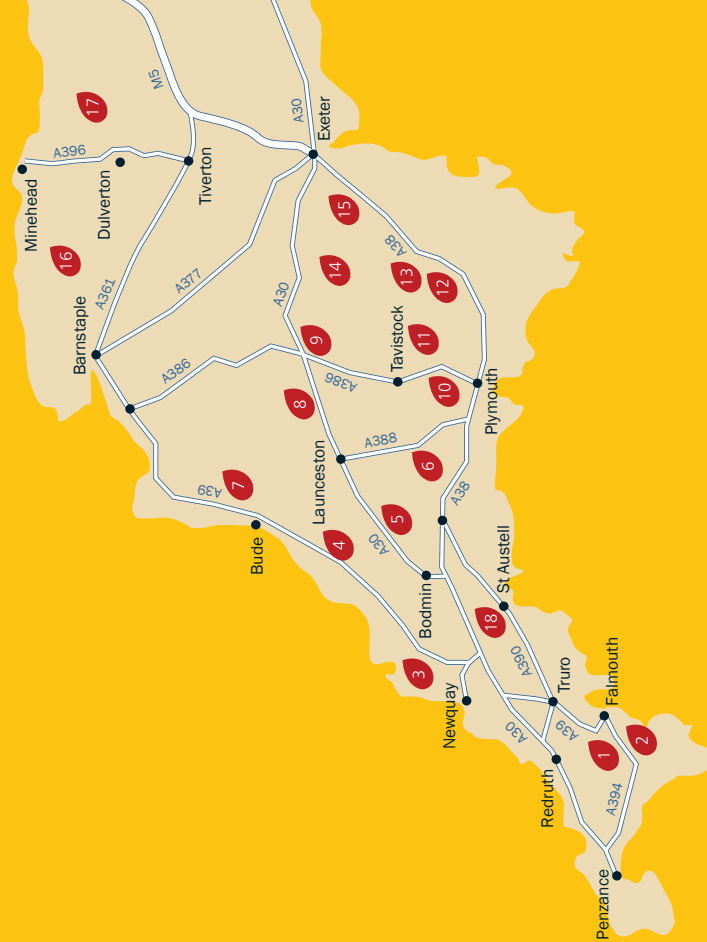 M5
A30
17
A396
Minehead
Dulverton
Tiverton
Exeter
16
15
A361
A377
A38
14
13
12
A30
Barnstaple
A386
9
Tavistock
11
A386
10
Plymouth
8
A388
6
A39
7
Launceston
A38
5
A30
4
Bude
Bodmin
St Austell
18
3
A390
Newquay
Truro
Falmouth
A30
A39
1
2
Redruth
A394
Penzance